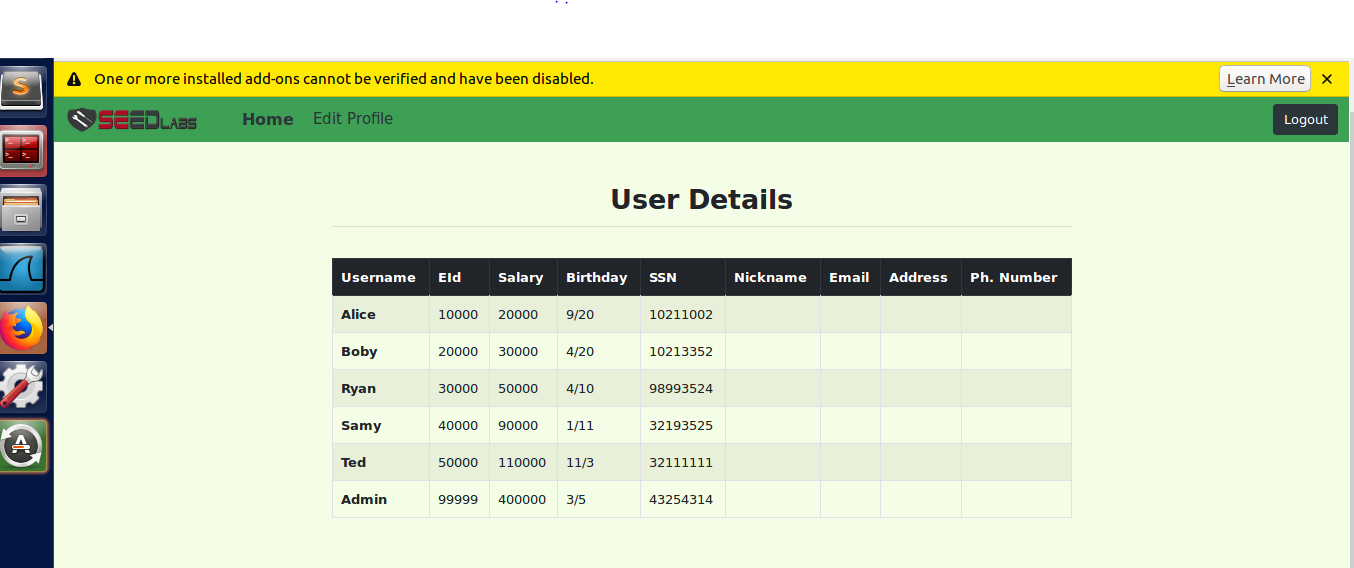 One or more installed add-ons cannot be verified and have been disabled. Learn More
SEEDLABS Home Edit Profile Logout
User Details
Username EId Salary Birthday SSN Nickname Email Address Ph. Number
Alice 10000 20000 9/20 10211002
Boby 20000 30000 4/20 10213352
Ryan 30000 50000 4/10 98993524
Samy 40000 90000 1/11 32193525
Ted 50000 110000 11/3 32111111
Admin 99999 400000 3/5 43254314